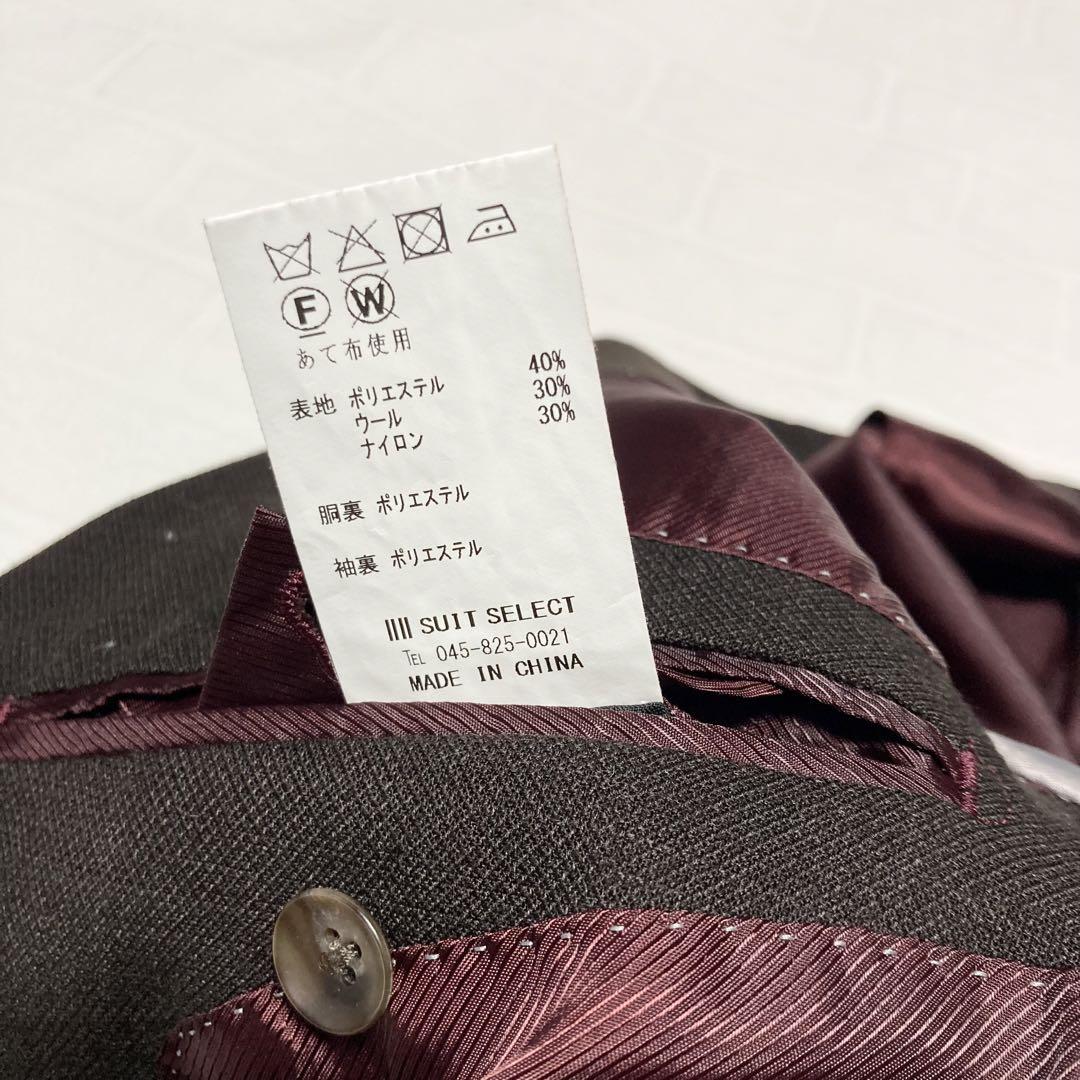 F W
あて布使用
表地 ポリエステル 40%
ウール 30%
ナイロン 30%
胴裏 ポリエステル
袖裏 ポリエステル
SUIT SELECT
TEL 045-825-0021
MADE IN CHINA